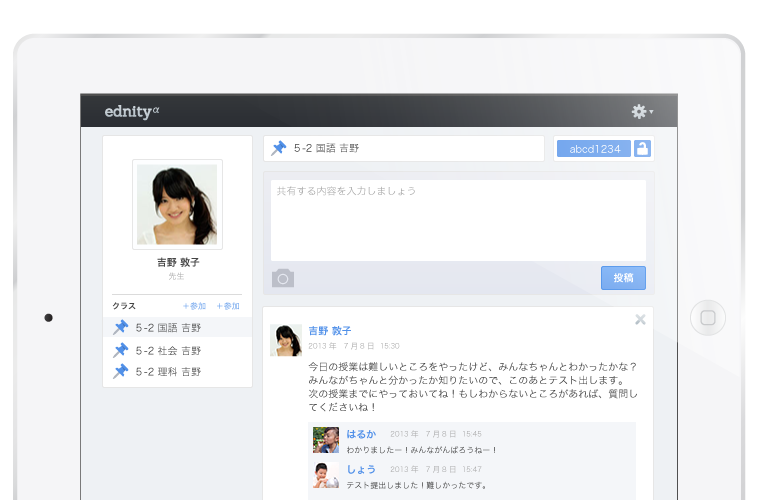 ednity α
5-2 国語 吉野
abcd1234
共有する内容を入力しましょう
投稿
吉野 敦子
先生
クラス +参加 +参加
5-2 国語 吉野
5-2 社会 吉野
5-2 理科 吉野
吉野 敦子
2013 年 7 月 8 日 15:30
今日の授業は難しいところをやったけど、みんなちゃんとわかったかな？
みんながちゃんと分かったか知りたいので、このあとテスト出します。
次の授業までにやっておいてね！もしわからないところがあれば、質問し
てくださいね！
はるか 2013 年 7 月 8 日 15:45
わかりましたー！みんながんばろうねー！
しょう 2013 年 7 月 8 日 15:47
テスト提出しました！難しかったです。